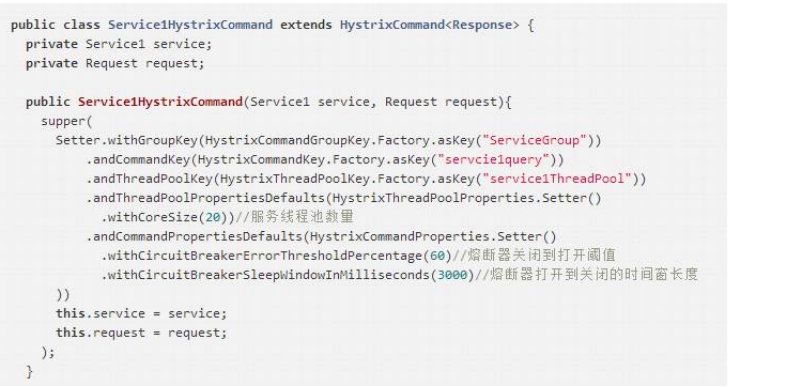 public class Service1HystrixCommand extends HystrixCommand<Response> {
  private Service1 service;
  private Request request;

  public Service1HystrixCommand(Service1 service, Request request){
    supper(
      Setter.withGroupKey(HystrixCommandGroupKey.Factory.asKey("ServiceGroup"))
          .andCommandKey(HystrixCommandKey.Factory.asKey("servcie1query"))
          .andThreadPoolKey(HystrixThreadPoolKey.Factory.asKey("service1ThreadPool"))
          .andThreadPoolPropertiesDefaults(HystrixThreadPoolProperties.Setter()
            .withCoreSize(20))//服务线程池数量
          .andCommandPropertiesDefaults(HystrixCommandProperties.Setter()
            .withCircuitBreakerErrorThresholdPercentage(60)//熔断器关闭到打开阈值
            .withCircuitBreakerSleepWindowInMilliseconds(3000)//熔断器打开到关闭的时间窗长度
      ))
      this.service = service;
      this.request = request;
    );
  }